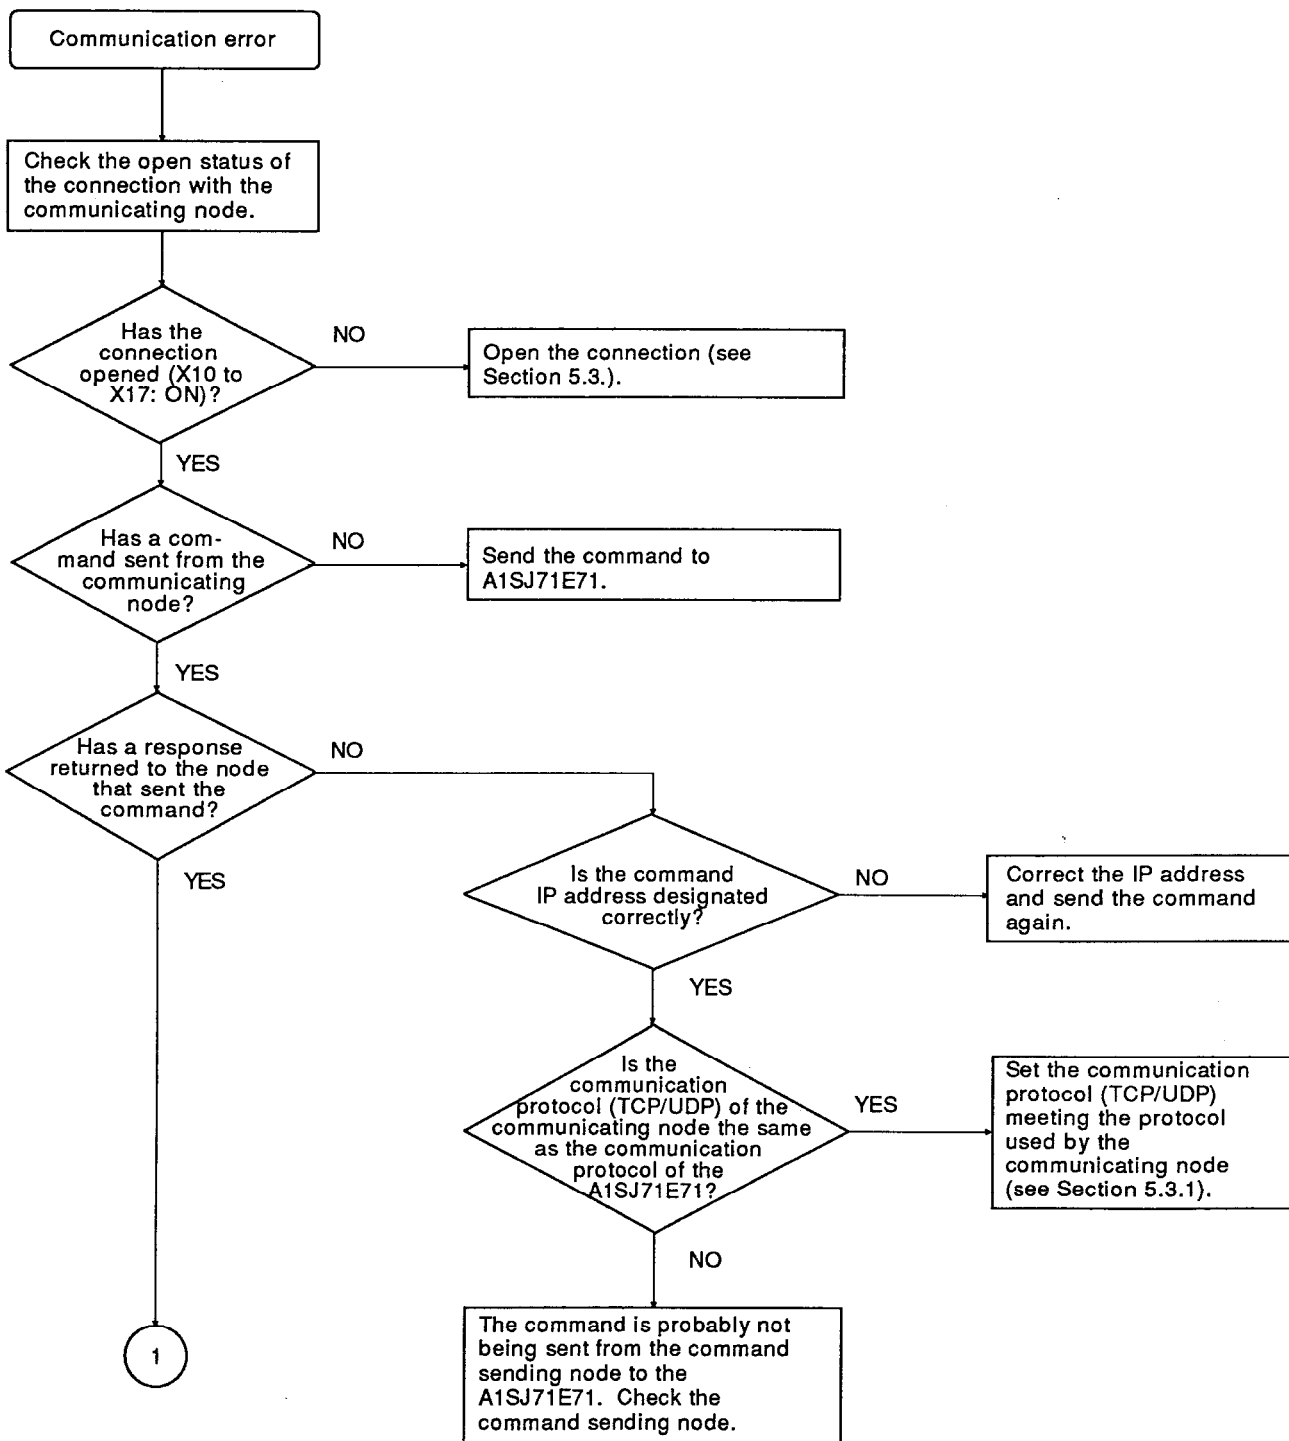 Communication error
Check the open status of
the connection with the
communicating node.
Has the
connection
opened (X10 to
X17: ON)?
NO
Open the connection (see
Section 5.3.).
YES
Has a com-
mand sent from the
communicating
node?
NO
Send the command to
A1SJ71E71.
YES
Has a response
returned to the node
that sent the
command?
NO
YES
Is the command
IP address designated
correctly?
NO
Correct the IP address
and send the command
again.
YES
Is the
communication
protocol (TCP/UDP) of the
communicating node the same
as the communication
protocol of the
A1SJ71E71?
YES
Set the communication
protocol (TCP/UDP)
meeting the protocol
used by the
communicating node
(see Section 5.3.1).
NO
The command is probably not
being sent from the command
sending node to the
A1SJ71E71. Check the
command sending node.
1